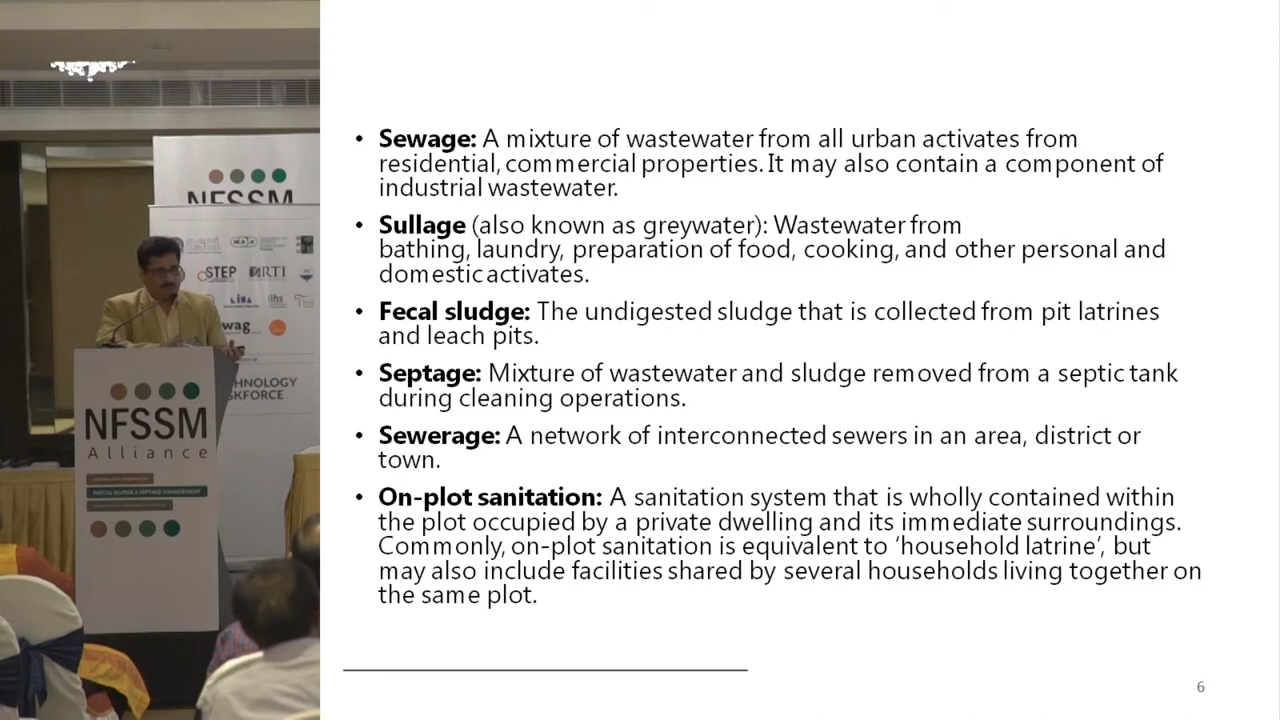 NFSSM
STEP
RTI
wag
CHNOLOGY
SKFORCE
NFSSM
Alliance
FAECAL SLUDGE & SEPTAGE MANAGEMENT
• Sewage: A mixture of wastewater from all urban activates from
residential, commercial properties. It may also contain a component of
industrial wastewater.
• Sullage (also known as greywater): Wastewater from
bathing, laundry, preparation of food, cooking, and other personal and
domestic activates.
• Fecal sludge: The undigested sludge that is collected from pit latrines
and leach pits.
• Septage: Mixture of wastewater and sludge removed from a septic tank
during cleaning operations.
• Sewerage: A network of interconnected sewers in an area, district or
town.
• On-plot sanitation: A sanitation system that is wholly contained within
the plot occupied by a private dwelling and its immediate surroundings.
Commonly, on-plot sanitation is equivalent to ‘household latrine’, but
may also include facilities shared by several households living together on
the same plot.
6